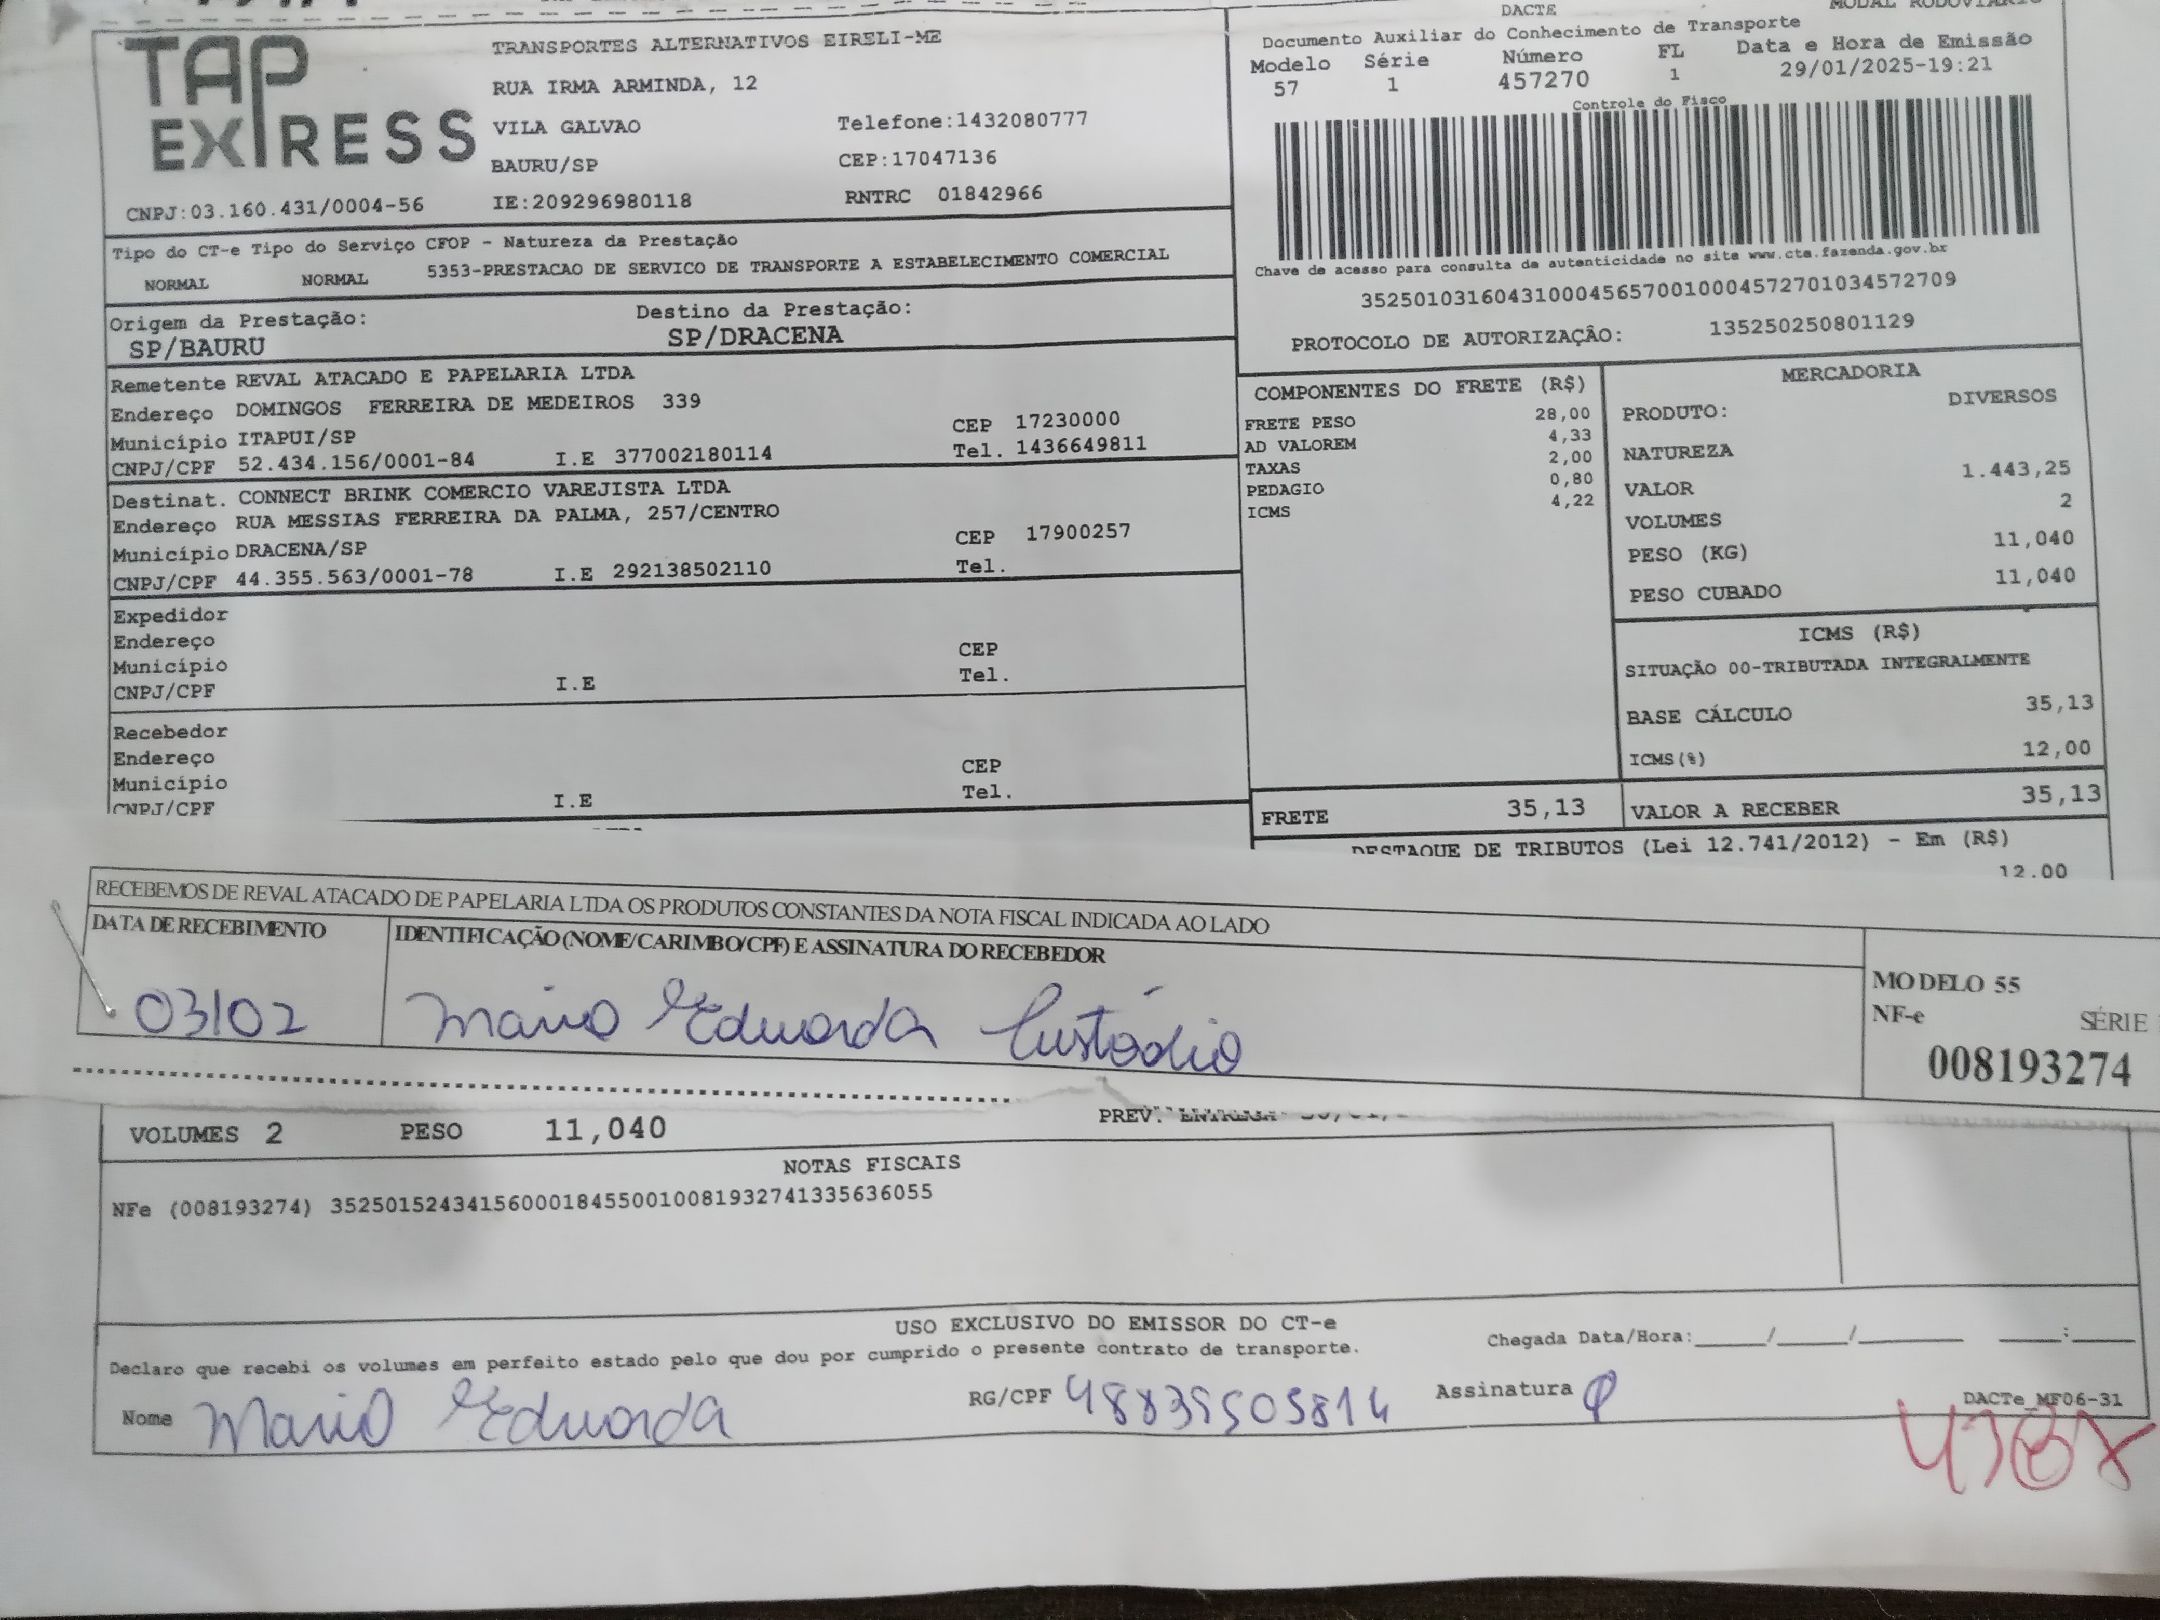 TAP EXPRESS
TRANSPORTES ALTERNATIVOS EIRELI-ME
RUA IRMA ARMINDA, 12
VILA GALVAO Telefone:1432080777
BAURU/SP CEP:17047136
CNPJ:03.160.431/0004-56 IE:209296980118 RNTRC 01842966
DACTE MODAL RODOVIÁRIO
Documento Auxiliar do Conhecimento de Transporte
Modelo Série Número FL Data e Hora de Emissão
57 1 457270 1 29/01/2025-19:21
Controle do Fisco
Chave de acesso para consulta de autenticidade no site www.cte.fazenda.gov.br
35250103160431000456570010004572701034572709
PROTOCOLO DE AUTORIZAÇÃO: 135250250801129
Tipo do CT-e Tipo do Serviço CFOP - Natureza da Prestação
NORMAL NORMAL 5353-PRESTACAO DE SERVICO DE TRANSPORTE A ESTABELECIMENTO COMERCIAL
Origem da Prestação: Destino da Prestação:
SP/BAURU SP/DRACENA
Remetente REVAL ATACADO E PAPELARIA LTDA
Endereço DOMINGOS FERREIRA DE MEDEIROS 339
Município ITAPUI/SP CEP 17230000
CNPJ/CPF 52.434.156/0001-84 I.E 377002180114 Tel. 1436649811
Destinat. CONNECT BRINK COMERCIO VAREJISTA LTDA
Endereço RUA MESSIAS FERREIRA DA PALMA, 257/CENTRO
Município DRACENA/SP CEP 17900257
CNPJ/CPF 44.355.563/0001-78 I.E 292138502110 Tel.
Expedidor
Endereço
Município CEP
CNPJ/CPF I.E Tel.
Recebedor
Endereço
Município CEP
CNPJ/CPF I.E Tel.
COMPONENTES DO FRETE (R$)
FRETE PESO 28,00
AD VALOREM 4,33
TAXAS 2,00
PEDAGIO 0,80
ICMS 4,22
MERCADORIA
PRODUTO: DIVERSOS
NATUREZA
VALOR 1.443,25
VOLUMES 2
PESO (KG) 11,040
PESO CUBADO 11,040
ICMS (R$)
SITUAÇÃO 00-TRIBUTADA INTEGRALMENTE
BASE CÁLCULO 35,13
ICMS(%) 12,00
FRETE 35,13 VALOR A RECEBER 35,13
DESTAQUE DE TRIBUTOS (Lei 12.741/2012) - Em (R$)
12.00
RECEBEMOS DE REVAL ATACADO DE PAPELARIA LTDA OS PRODUTOS CONSTANTES DA NOTA FISCAL INDICADA AO LADO
DATA DE RECEBIMENTO IDENTIFICAÇÃO (NOME/CARIMBO/CPF) E ASSINATURA DO RECEBEDOR
03/02 Maria Eduarda Custódio
MODELO 55
NF-e SÉRIE
008193274
VOLUMES 2 PESO 11,040 PREV. ENTREGA
NOTAS FISCAIS
NFe (008193274) 35250152434156000184550010081932741335636055
USO EXCLUSIVO DO EMISSOR DO CT-e
Declaro que recebi os volumes em perfeito estado pelo que dou por cumprido o presente contrato de transporte. Chegada Data/Hora:_____/_____/_______ ____:____
Nome Maria Eduarda RG/CPF 48839505814 Assinatura
DACTe_MF06-31